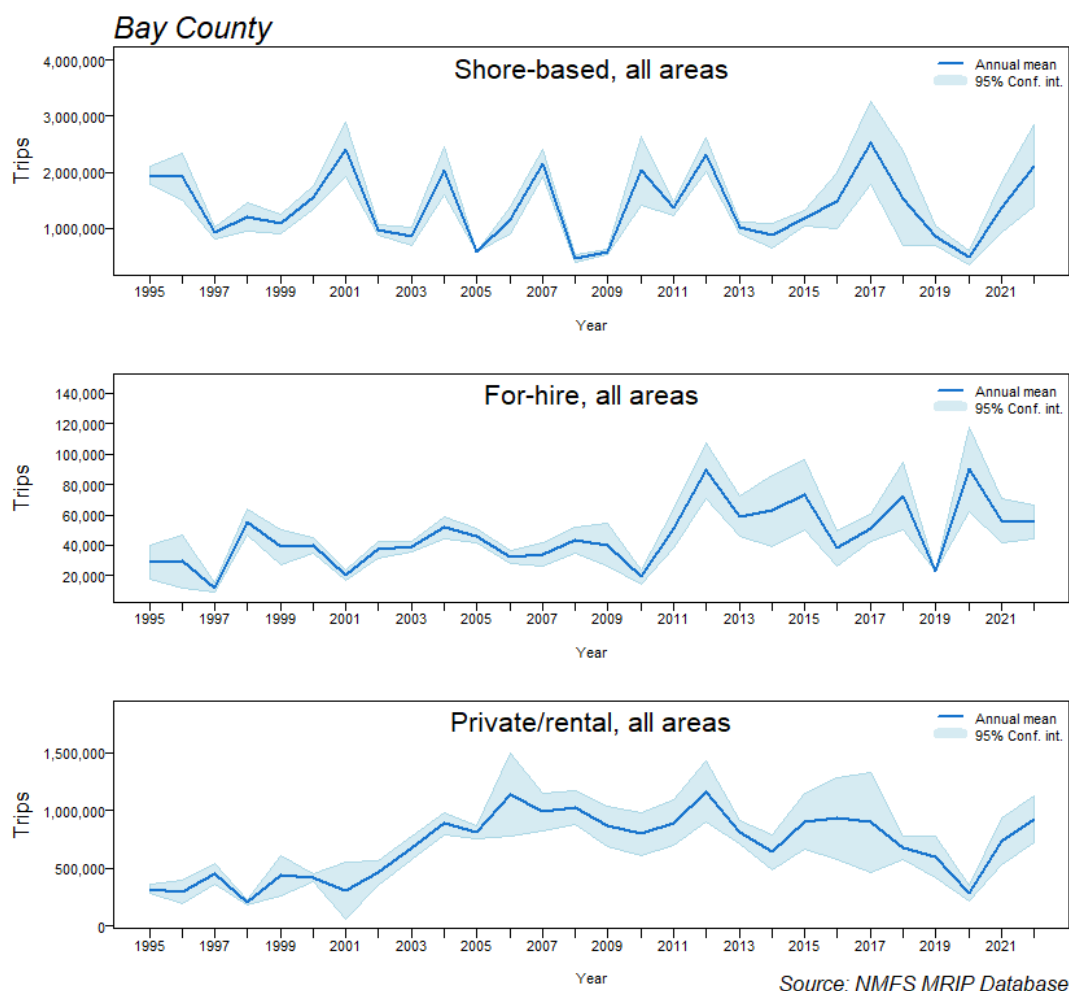 Bay County
Shore-based, all areas
Annual mean
95% Conf. int.
Trips
4,000,000
3,000,000
2,000,000
1,000,000
1995 1997 1999 2001 2003 2005 2007 2009 2011 2013 2015 2017 2019 2021
Year
For-hire, all areas
Annual mean
95% Conf. int.
Trips
140,000
120,000
100,000
80,000
60,000
40,000
20,000
1995 1997 1999 2001 2003 2005 2007 2009 2011 2013 2015 2017 2019 2021
Year
Private/rental, all areas
Annual mean
95% Conf. int.
Trips
1,500,000
1,000,000
500,000
0
1995 1997 1999 2001 2003 2005 2007 2009 2011 2013 2015 2017 2019 2021
Year
Source: NMFS MRIP Database